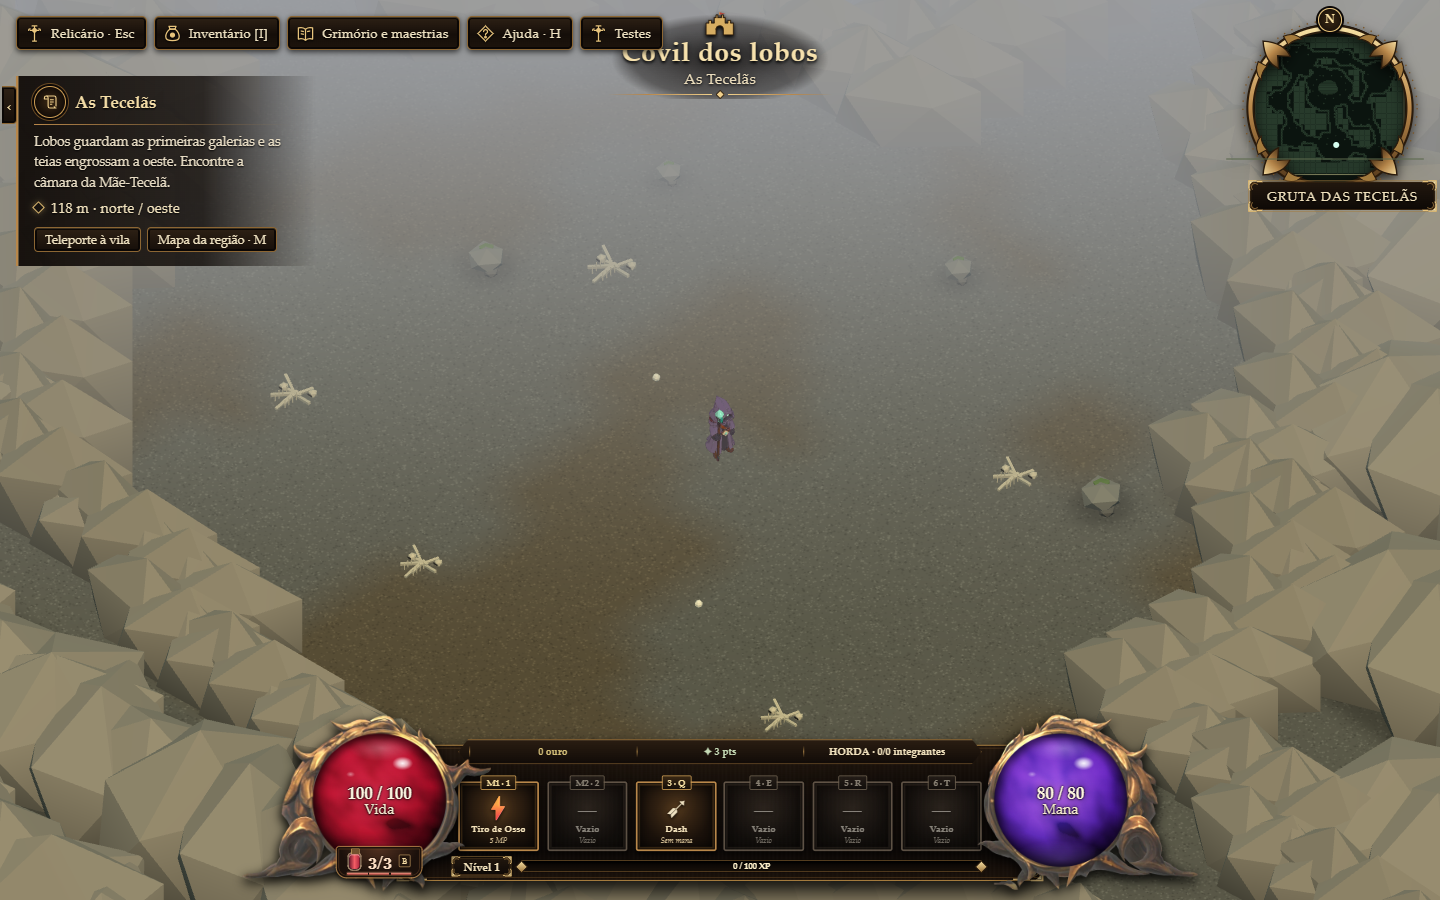 Relicário · Esc
Inventário [I]
Grimório e maestrias
Ajuda · H
Testes
Covil dos lobos
As Tecelãs
N
GRUTA DAS TECELÃS
‹
As Tecelãs
Lobos guardam as primeiras galerias e as
teias engrossam a oeste. Encontre a
câmara da Mãe-Tecelã.
118 m · norte / oeste
Teleporte à vila
Mapa da região · M
0 ouro
3 pts
HORDA · 0/0 integrantes
M1 · 1
Tiro de Osso
5 MP
M2 · 2
Vazio
Vazio
3 · Q
Dash
Sem mana
4 · E
Vazio
Vazio
5 · R
Vazio
Vazio
6 · T
Vazio
Vazio
100 / 100
Vida
3/3
B
80 / 80
Mana
Nível 1
0 / 100 XP